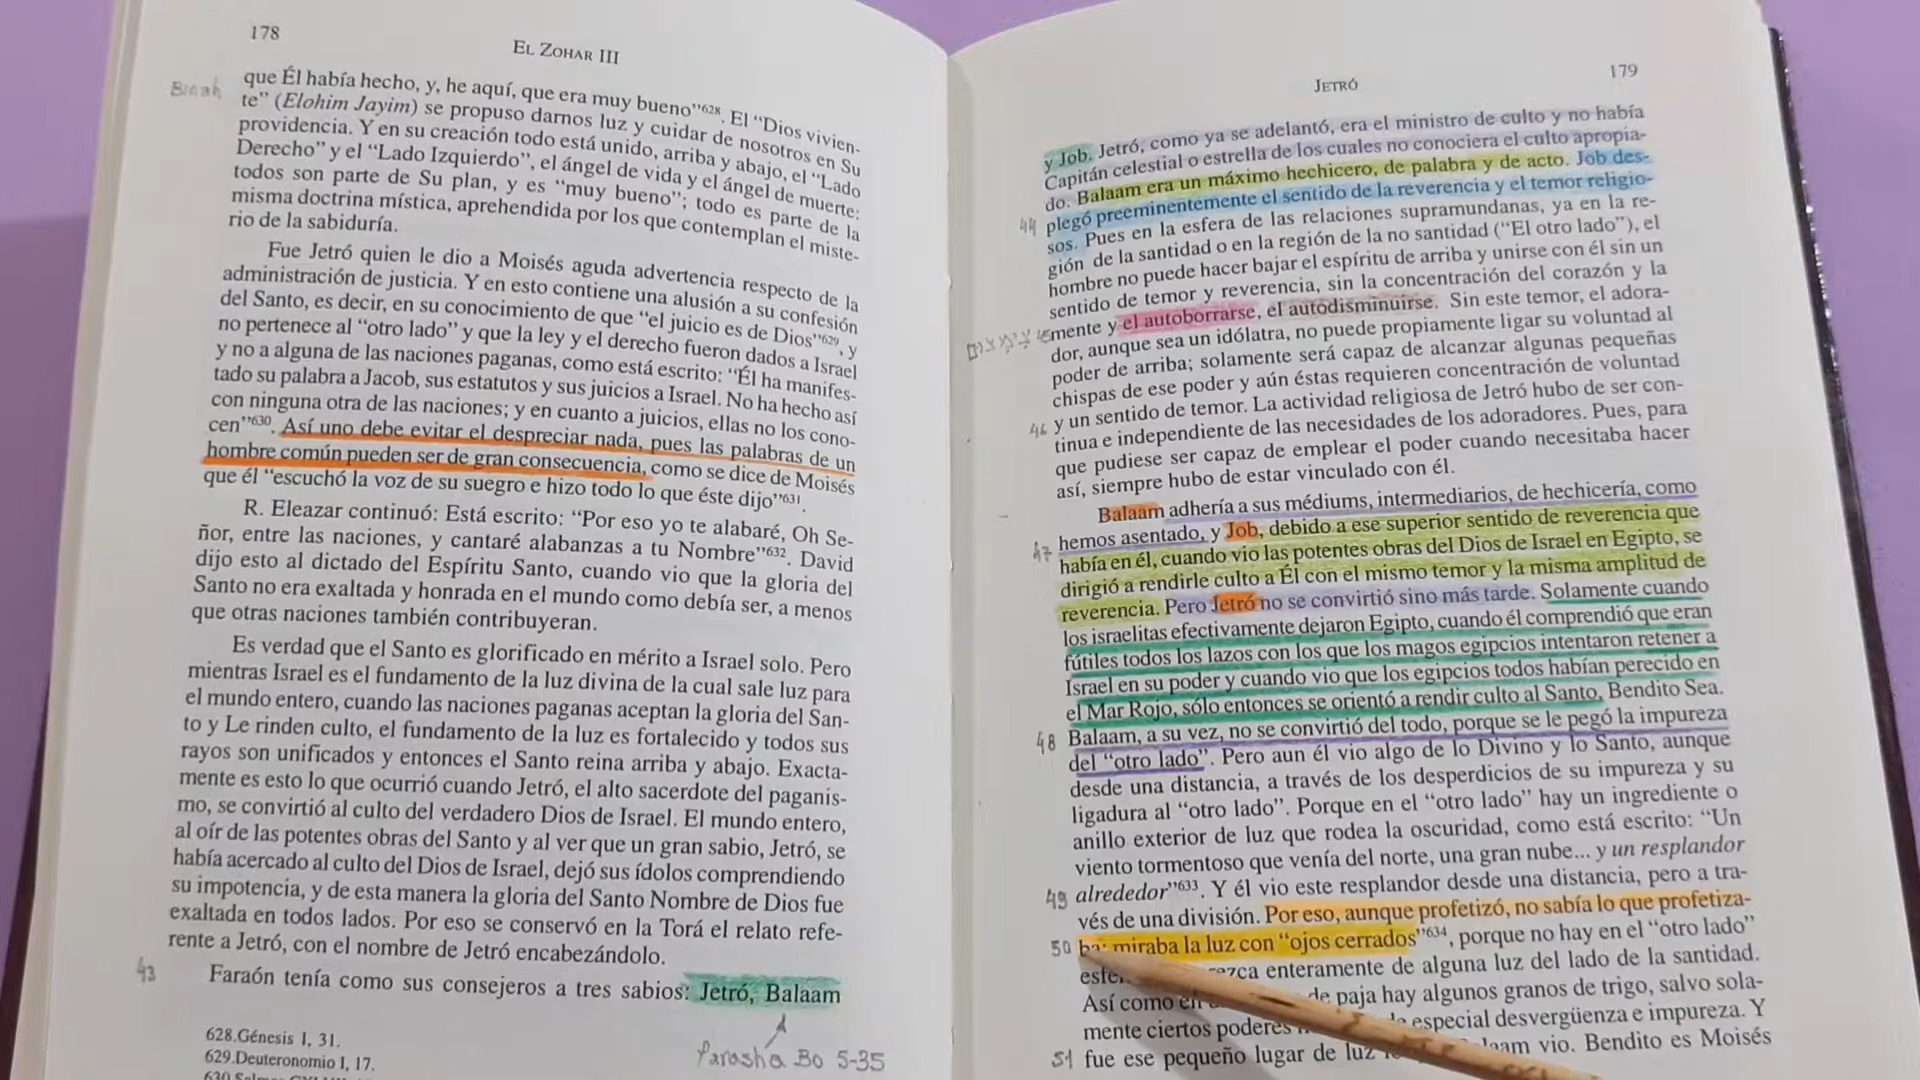 178
EL ZOHAR III
Binah
que Él había hecho, y, he aquí, que era muy bueno”628. El “Dios vivien-
te” (Elohim Jayim) se propuso darnos luz y cuidar de nosotros en Su
providencia. Y en su creación todo está unido, arriba y abajo, el “Lado
Derecho” y el “Lado Izquierdo”, el ángel de vida y el ángel de muerte:
todos son parte de Su plan, y es “muy bueno”; todo es parte de la
misma doctrina mística, aprehendida por los que contemplan el miste-
rio de la sabiduría.
Fue Jetró quien le dio a Moisés aguda advertencia respecto de la
administración de justicia. Y en esto contiene una alusión a su confesión
del Santo, es decir, en su conocimiento de que “el juicio es de Dios”629, y
no pertenece al “otro lado” y que la ley y el derecho fueron dados a Israel
y no a alguna de las naciones paganas, como está escrito: “Él ha manifes-
tado su palabra a Jacob, sus estatutos y sus juicios a Israel. No ha hecho así
con ninguna otra de las naciones; y en cuanto a juicios, ellas no los cono-
cen”630. Así uno debe evitar el despreciar nada, pues las palabras de un
hombre común pueden ser de gran consecuencia, como se dice de Moisés
que él “escuchó la voz de su suegro e hizo todo lo que éste dijo”631.
R. Eleazar continuó: Está escrito: “Por eso yo te alabaré, Oh Se-
ñor, entre las naciones, y cantaré alabanzas a tu Nombre”632. David
dijo esto al dictado del Espíritu Santo, cuando vio que la gloria del
Santo no era exaltada y honrada en el mundo como debía ser, a menos
que otras naciones también contribuyeran.
Es verdad que el Santo es glorificado en mérito a Israel solo. Pero
mientras Israel es el fundamento de la luz divina de la cual sale luz para
el mundo entero, cuando las naciones paganas aceptan la gloria del San-
to y Le rinden culto, el fundamento de la luz es fortalecido y todos sus
rayos son unificados y entonces el Santo reina arriba y abajo. Exacta-
mente es esto lo que ocurrió cuando Jetró, el alto sacerdote del paganis-
mo, se convirtió al culto del verdadero Dios de Israel. El mundo entero,
al oír de las potentes obras del Santo y al ver que un gran sabio, Jetró, se
había acercado al culto del Dios de Israel, dejó sus ídolos comprendiendo
su impotencia, y de esta manera la gloria del Santo Nombre de Dios fue
exaltada en todos lados. Por eso se conservó en la Torá el relato refe-
rente a Jetró, con el nombre de Jetró encabezándolo.
43 Faraón tenía como sus consejeros a tres sabios: Jetró, Balaam
628.Génesis I, 31.
629.Deuteronomio I, 17.
Parasha Bo 5-35
179
JETRÓ
y Job. Jetró, como ya se adelantó, era el ministro de culto y no había
Capitán celestial o estrella de los cuales no conociera el culto apropia-
do. Balaam era un máximo hechicero, de palabra y de acto. Job des-
44 plegó preeminentemente el sentido de la reverencia y el temor religio-
sos. Pues en la esfera de las relaciones supramundanas, ya en la re-
gión de la santidad o en la región de la no santidad (“El otro lado”), el
hombre no puede hacer bajar el espíritu de arriba y unirse con él sin un
sentido de temor y reverencia, sin la concentración del corazón y la
mente y el autoborrarse, el autodisminuirse. Sin este temor, el adora-
dor, aunque sea un idólatra, no puede propiamente ligar su voluntad al
poder de arriba; solamente será capaz de alcanzar algunas pequeñas
chispas de ese poder y aún éstas requieren concentración de voluntad
46 y un sentido de temor. La actividad religiosa de Jetró hubo de ser con-
tinua e independiente de las necesidades de los adoradores. Pues, para
que pudiese ser capaz de emplear el poder cuando necesitaba hacer
así, siempre hubo de estar vinculado con él.
Balaam adhería a sus médiums, intermediarios, de hechicería, como
47 hemos asentado, y Job, debido a ese superior sentido de reverencia que
había en él, cuando vio las potentes obras del Dios de Israel en Egipto, se
dirigió a rendirle culto a Él con el mismo temor y la misma amplitud de
reverencia. Pero Jetró no se convirtió sino más tarde. Solamente cuando
los israelitas efectivamente dejaron Egipto, cuando él comprendió que eran
fútiles todos los lazos con los que los magos egipcios intentaron retener a
Israel en su poder y cuando vio que los egipcios todos habían perecido en
el Mar Rojo, sólo entonces se orientó a rendir culto al Santo, Bendito Sea.
48 Balaam, a su vez, no se convirtió del todo, porque se le pegó la impureza
del “otro lado”. Pero aun él vio algo de lo Divino y lo Santo, aunque
desde una distancia, a través de los desperdicios de su impureza y su
ligadura al “otro lado”. Porque en el “otro lado” hay un ingrediente o
anillo exterior de luz que rodea la oscuridad, como está escrito: “Un
viento tormentoso que venía del norte, una gran nube... y un resplandor
49 alrededor”633. Y él vio este resplandor desde una distancia, pero a tra-
vés de una división. Por eso, aunque profetizó, no sabía lo que profetiza-
50 ba: miraba la luz con “ojos cerrados”634, porque no hay en el “otro lado”
enteramente de alguna luz del lado de la santidad.
Así como en de paja hay algunos granos de trigo, salvo sola-
mente ciertos poderes especial desvergüenza e impureza. Y
51 fue ese pequeño lugar de luz vio. Bendito es Moisés